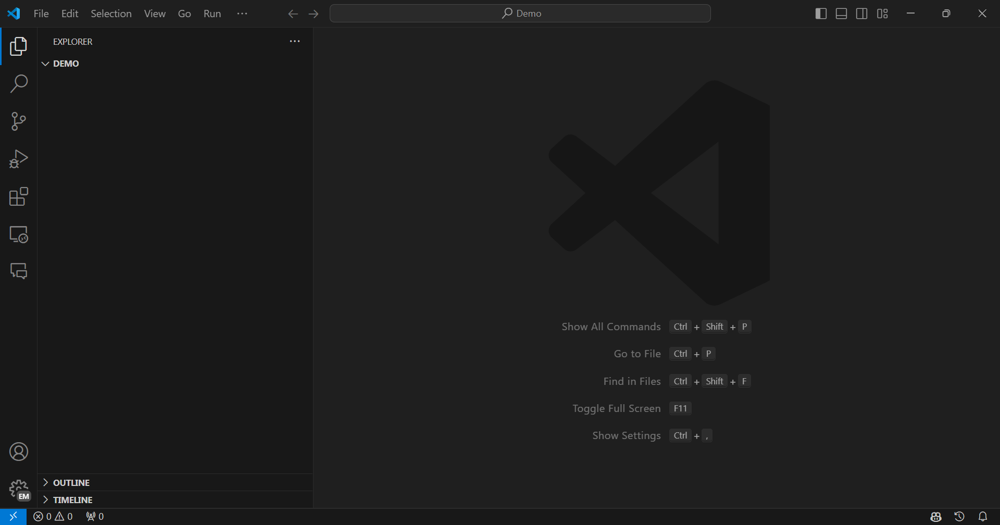 File Edit Selection View Go Run ···
Demo
EXPLORER ···
DEMO
Show All Commands Ctrl + Shift + P
Go to File Ctrl + P
Find in Files Ctrl + Shift + F
Toggle Full Screen F11
Show Settings Ctrl + ,
OUTLINE
EM
TIMELINE
0 0 0